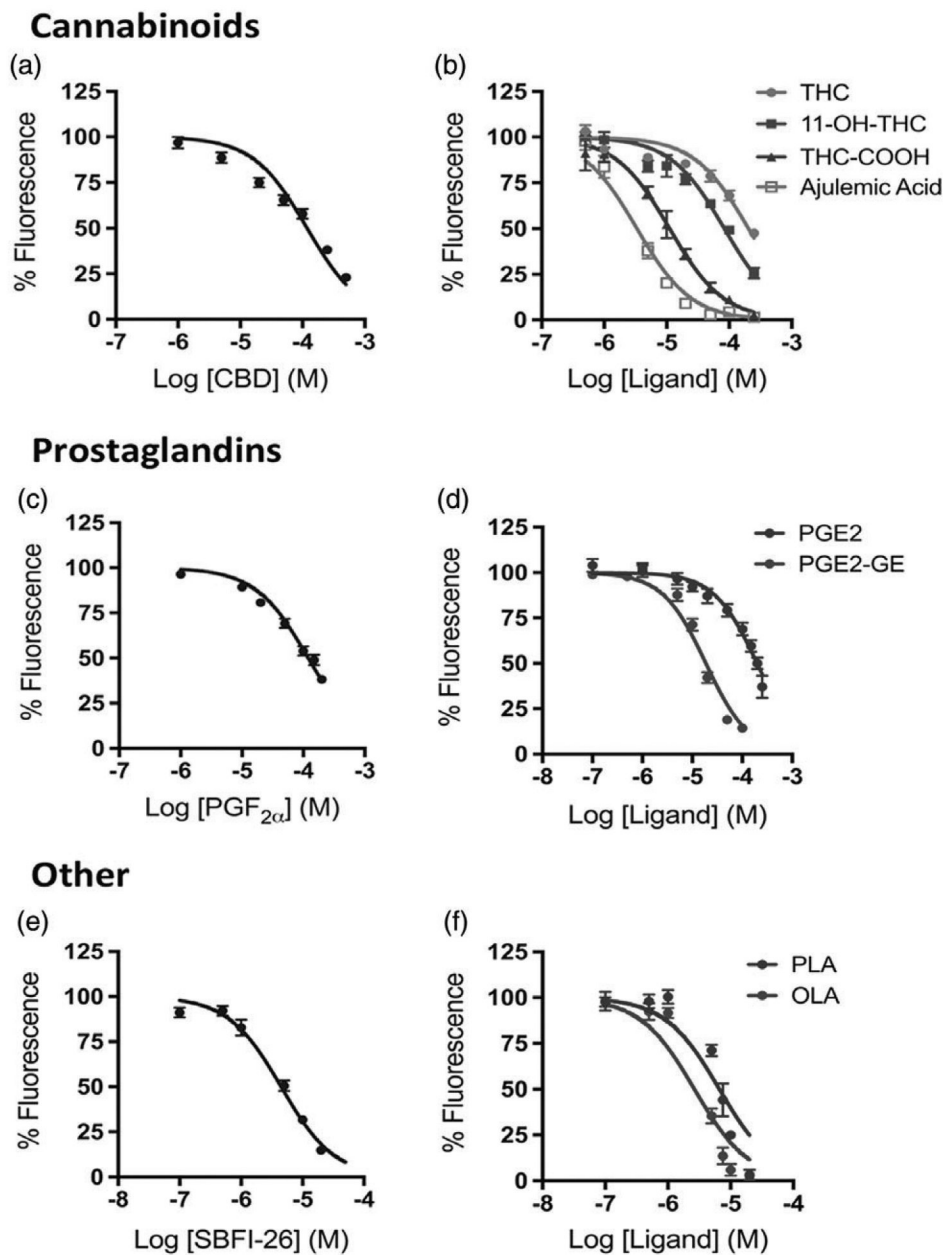 Cannabinoids
(a)
125
100
75
50
25
0
% Fluorescence
-7 -6 -5 -4 -3
Log [CBD] (M)
(b)
125
100
75
50
25
0
% Fluorescence
-7 -6 -5 -4 -3
Log [Ligand] (M)
THC
11-OH-THC
THC-COOH
Ajulemic Acid
Prostaglandins
(c)
125
100
75
50
25
0
% Fluorescence
-7 -6 -5 -4 -3
Log [PGF2α] (M)
(d)
125
100
75
50
25
0
% Fluorescence
-8 -7 -6 -5 -4 -3
Log [Ligand] (M)
PGE2
PGE2-GE
Other
(e)
125
100
75
50
25
0
% Fluorescence
-8 -7 -6 -5 -4
Log [SBFI-26] (M)
(f)
125
100
75
50
25
0
% Fluorescence
-8 -7 -6 -5 -4
Log [Ligand] (M)
PLA
OLA